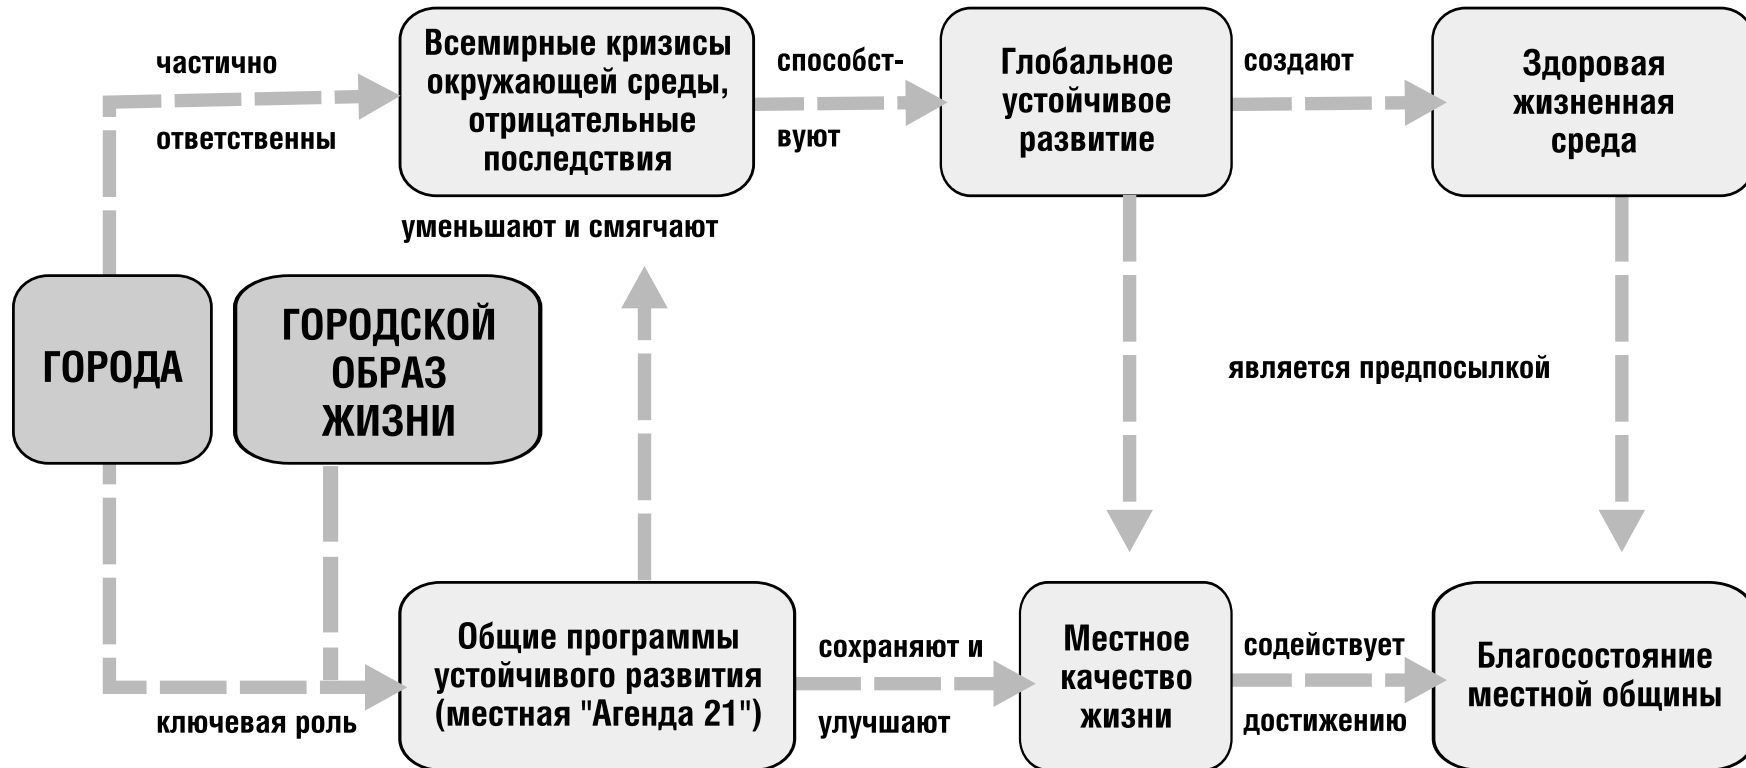 частично
ответственны
Всемирные кризисы
окружающей среды,
отрицательные
последствия
способст-
вуют
Глобальное
устойчивое
развитие
создают
Здоровая
жизненная
среда
уменьшают и смягчают
ГОРОДА
ГОРОДСКОЙ
ОБРАЗ
ЖИЗНИ
является предпосылкой
ключевая роль
Общие программы
устойчивого развития
(местная "Агенда 21")
сохраняют и
улучшают
Местное
качество
жизни
содействует
достижению
Благосостояние
местной общины